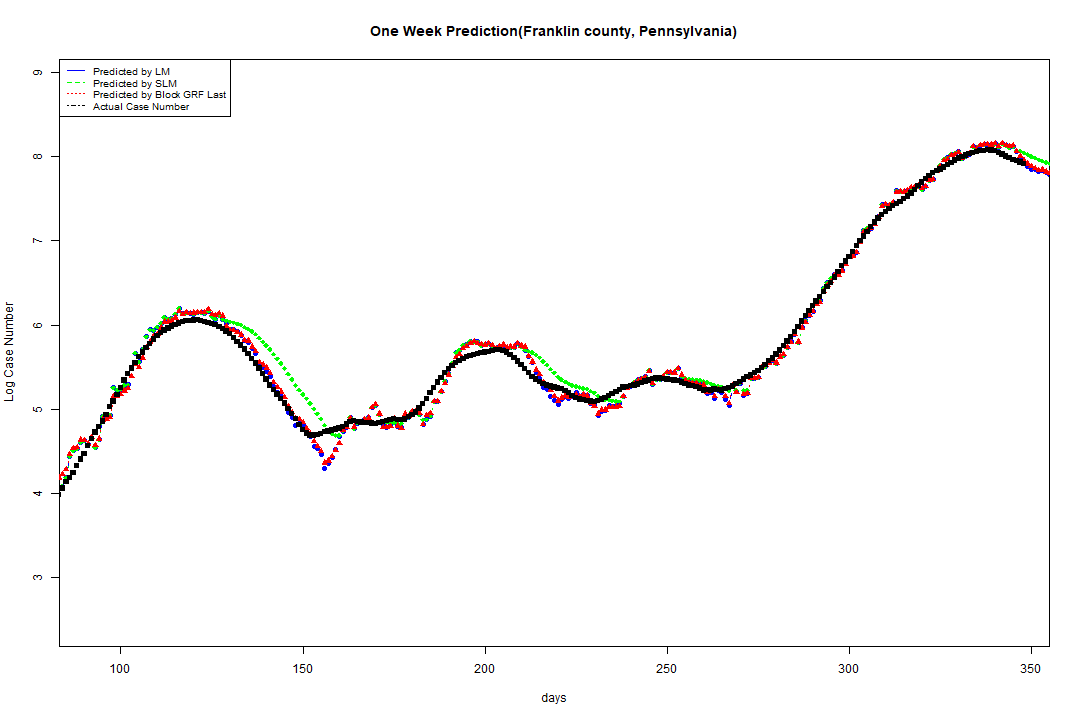 One Week Prediction(Franklin county, Pennsylvania)
Predicted by LM
Predicted by SLM
Predicted by Block GRF Last
Actual Case Number
Log Case Number
9
8
7
6
5
4
3
100 150 200 250 300 350
days